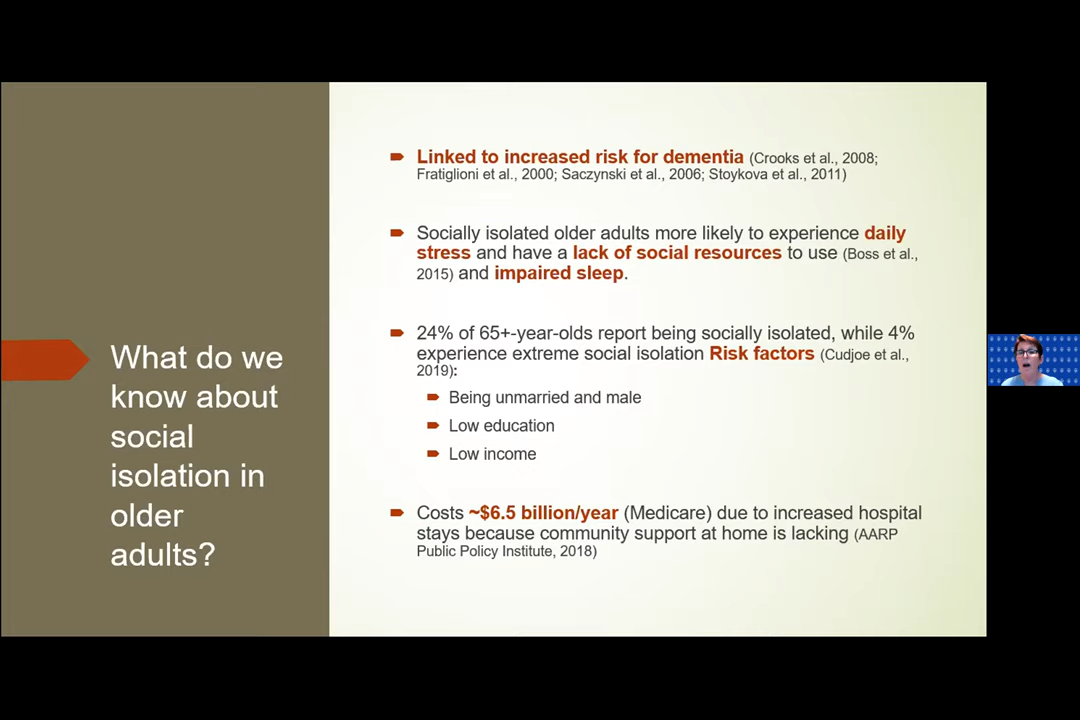 What do we
know about
social
isolation in
older
adults?
Linked to increased risk for dementia (Crooks et al., 2008;
Fratiglioni et al., 2000; Saczynski et al., 2006; Stoykova et al., 2011)
Socially isolated older adults more likely to experience daily
stress and have a lack of social resources to use (Boss et al.,
2015) and impaired sleep.
24% of 65+-year-olds report being socially isolated, while 4%
experience extreme social isolation Risk factors (Cudjoe et al.,
2019):
Being unmarried and male
Low education
Low income
Costs ~$6.5 billion/year (Medicare) due to increased hospital
stays because community support at home is lacking (AARP
Public Policy Institute, 2018)